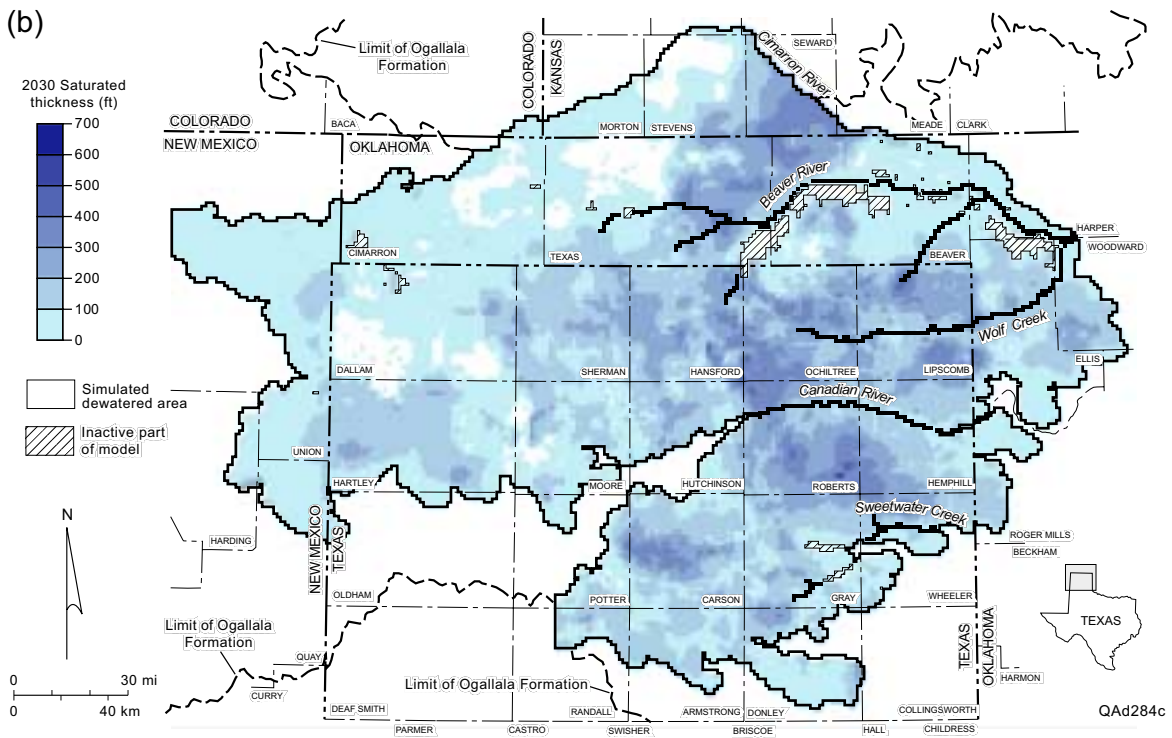 (b)
Limit of Ogallala
Formation
COLORADO
KANSAS
SEWARD
Cimarron River
2030 Saturated
thickness (ft)
700
600
500
400
300
200
100
0
COLORADO
NEW MEXICO
BACA
OKLAHOMA
MORTON
STEVENS
MEADE
CLARK
Beaver River
HARPER
WOODWARD
CIMARRON
TEXAS
BEAVER
Wolf Creek
ELLIS
DALLAM
SHERMAN
HANSFORD
OCHILTREE
LIPSCOMB
Simulated
dewatered area
Inactive part
of model
Canadian River
UNION
HARTLEY
MOORE
HUTCHINSON
ROBERTS
HEMPHILL
Sweetwater Creek
N
HARDING
NEW MEXICO
TEXAS
ROGER MILLS
BECKHAM
OLDHAM
POTTER
CARSON
GRAY
WHEELER
TEXAS
Limit of Ogallala
Formation
TEXAS
OKLAHOMA
QUAY
HARMON
0 30 mi
0 40 km
CURRY
Limit of Ogallala Formation
DEAF SMITH
RANDALL
ARMSTRONG
DONLEY
COLLINGSWORTH
QAd284c
PARMER
CASTRO
SWISHER
BRISCOE
HALL
CHILDRESS